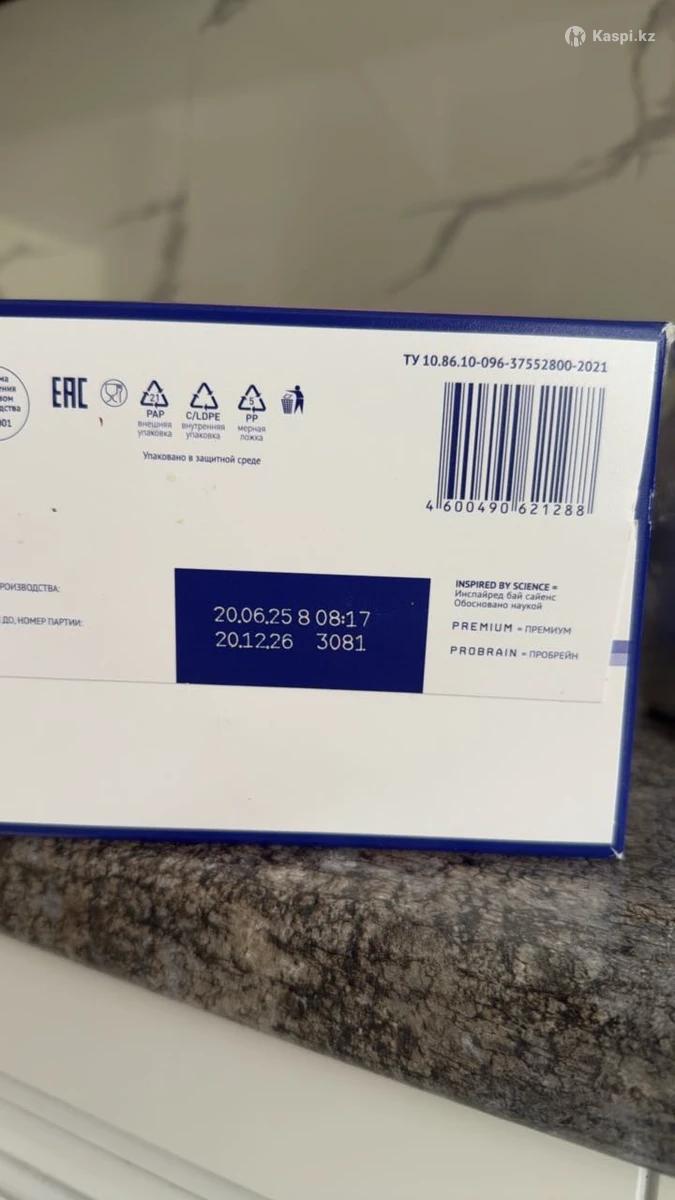 Kaspi.kz
ТУ 10.86.10-096-37552800-2021
EAC
21
PAP
внешняя
упаковка
C/LDPE
внутренняя
упаковка
5
PP
мерная
ложка
Упаковано в защитной среде
4 600490 621288
20.06.25 8 08:17
20.12.26 3081
INSPIRED BY SCIENCE =
Инспайред бай сайенс
Обосновано наукой
PREMIUM = ПРЕМИУМ
PROBRAIN = ПРОБРЕЙН
ДО, НОМЕР ПАРТИИ: